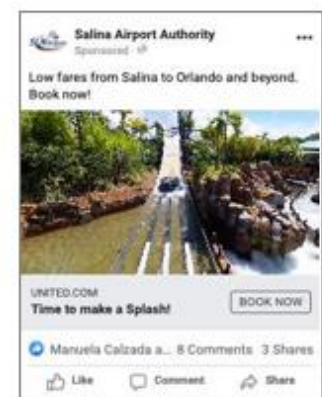 Salina Airport Authority
Sponsored ·
Low fares from Salina to Orlando and beyond.
Book now!
UNITED.COM
Time to make a Splash!
BOOK NOW
Manuela Calzada a... 8 Comments 3 Shares
Like Comment Share